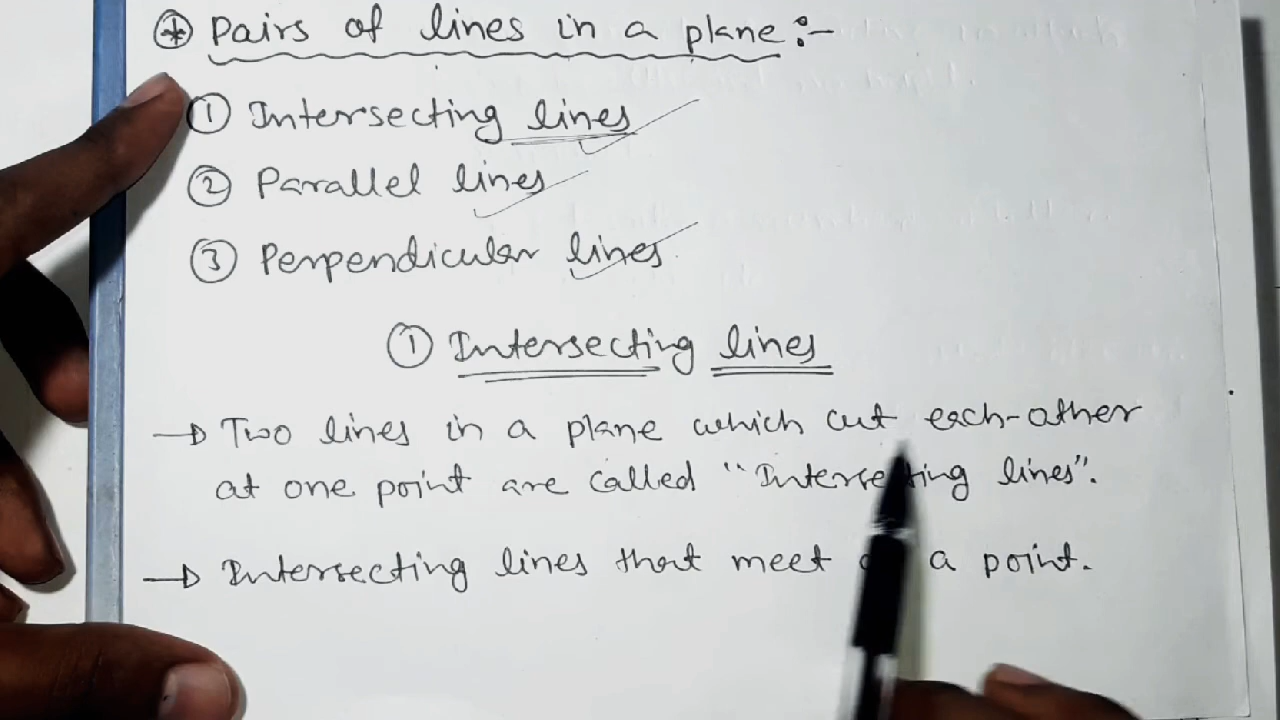 * Pairs of lines in a plane :-
① Intersecting lines
② Parallel lines
③ Perpendicular lines
① Intersecting lines
→ Two lines in a plane which cut each-other
at one point are called "Intersecting lines".
→ Intersecting lines that meet a point.